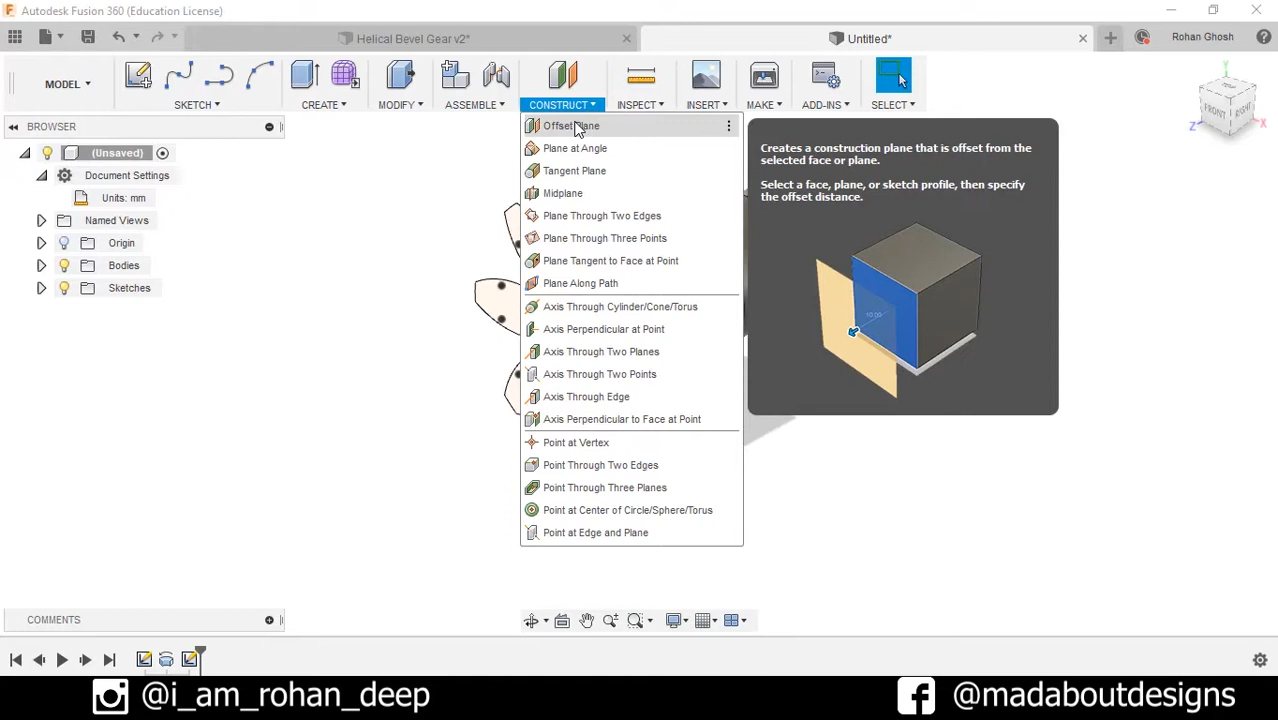 Autodesk Fusion 360 (Education License)
Helical Bevel Gear v2*
Untitled*
Rohan Ghosh
MODEL
SKETCH
CREATE
MODIFY
ASSEMBLE
CONSTRUCT
INSPECT
INSERT
MAKE
ADD-INS
SELECT
Y
FRONT
RIGHT
Z
X
BROWSER
(Unsaved)
Document Settings
Units: mm
Named Views
Origin
Bodies
Sketches
Offset Plane
Plane at Angle
Tangent Plane
Midplane
Plane Through Two Edges
Plane Through Three Points
Plane Tangent to Face at Point
Plane Along Path
Axis Through Cylinder/Cone/Torus
Axis Perpendicular at Point
Axis Through Two Planes
Axis Through Two Points
Axis Through Edge
Axis Perpendicular to Face at Point
Point at Vertex
Point Through Two Edges
Point Through Three Planes
Point at Center of Circle/Sphere/Torus
Point at Edge and Plane
Creates a construction plane that is offset from the
selected face or plane.
Select a face, plane, or sketch profile, then specify
the offset distance.
10.00
COMMENTS
@i_am_rohan_deep
@madaboutdesigns